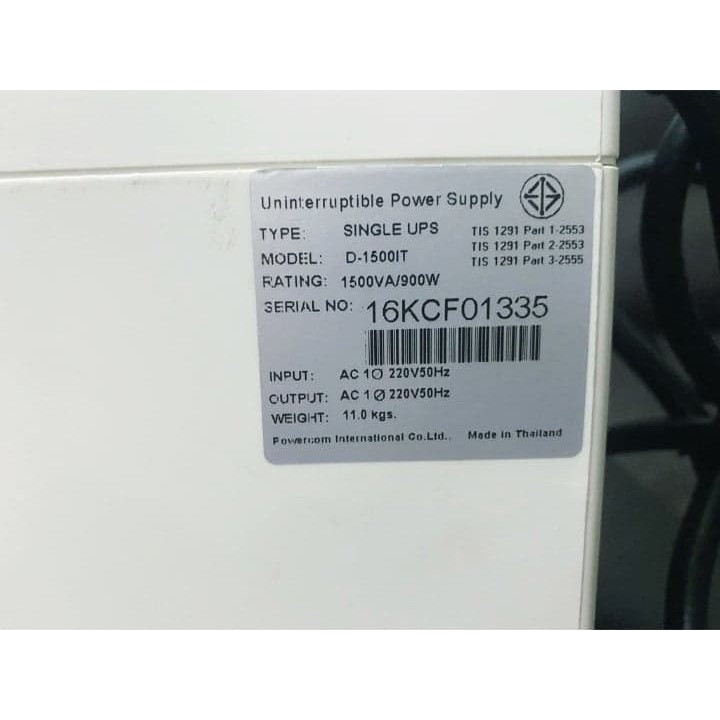 Uninterruptible Power Supply
TYPE: SINGLE UPS TIS 1291 Part 1-2553
TIS 1291 Part 2-2553
MODEL: D-1500IT TIS 1291 Part 3-2555
RATING: 1500VA/900W
SERIAL NO: 16KCF01335
INPUT: AC 1∅ 220V50Hz
OUTPUT: AC 1∅ 220V50Hz
WEIGHT: 11.0 kgs.
Powercom International Co.Ltd., Made in Thailand